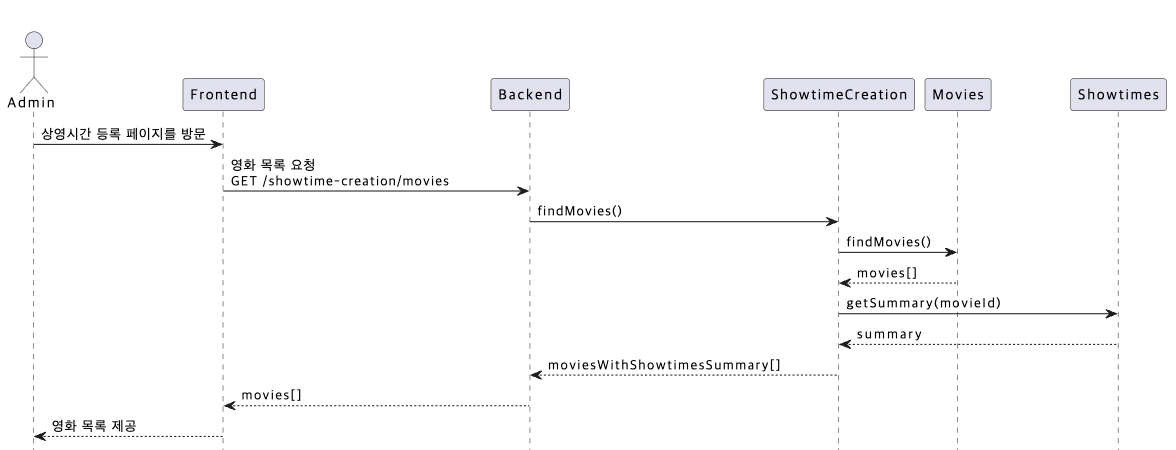 Admin
Frontend
Backend
ShowtimeCreation
Movies
Showtimes
상영시간 등록 페이지를 방문
영화 목록 요청
GET /showtime-creation/movies
findMovies()
findMovies()
movies[]
getSummary(movieId)
summary
moviesWithShowtimesSummary[]
movies[]
영화 목록 제공